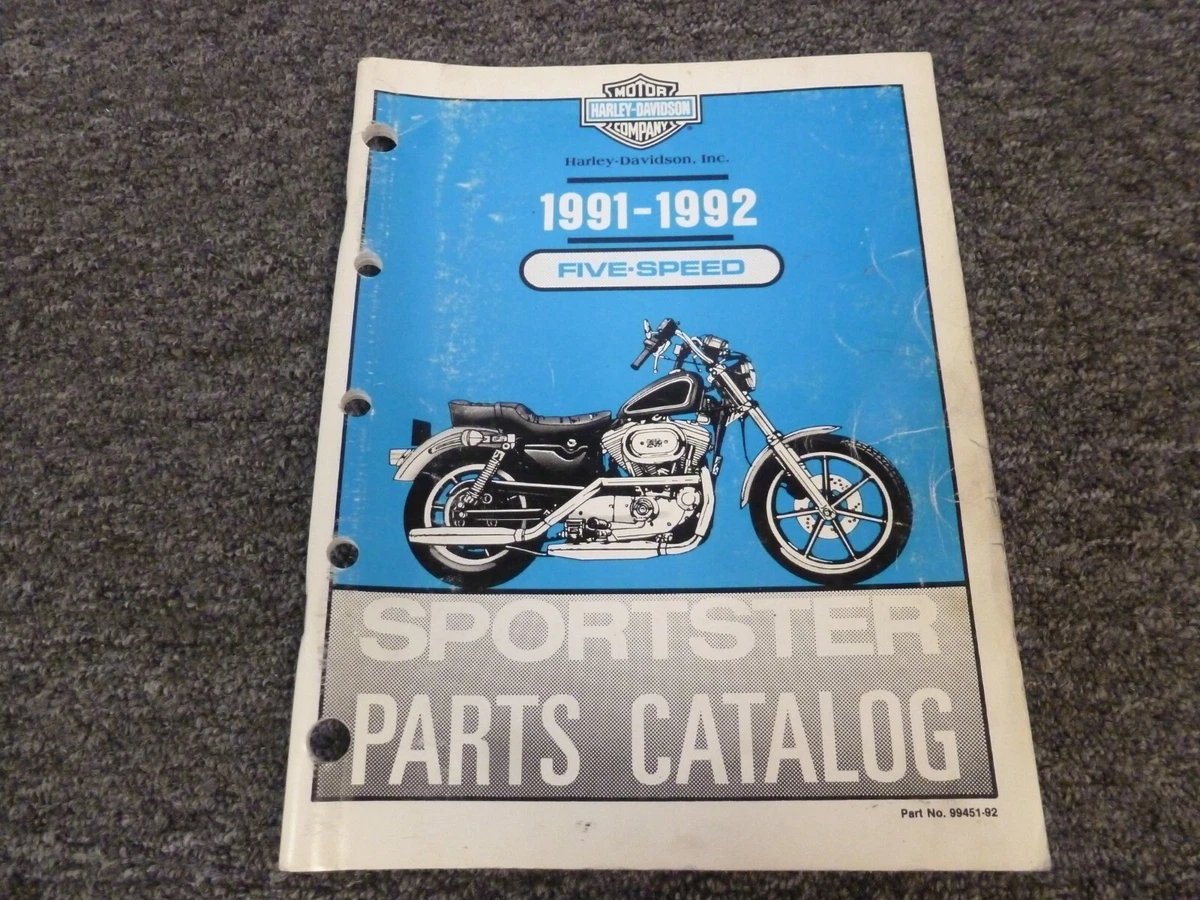 MOTOR
HARLEY-DAVIDSON
COMPANY
Harley-Davidson, Inc.
1991-1992
FIVE-SPEED
SPORTSTER
PARTS CATALOG
Part No. 99451-92